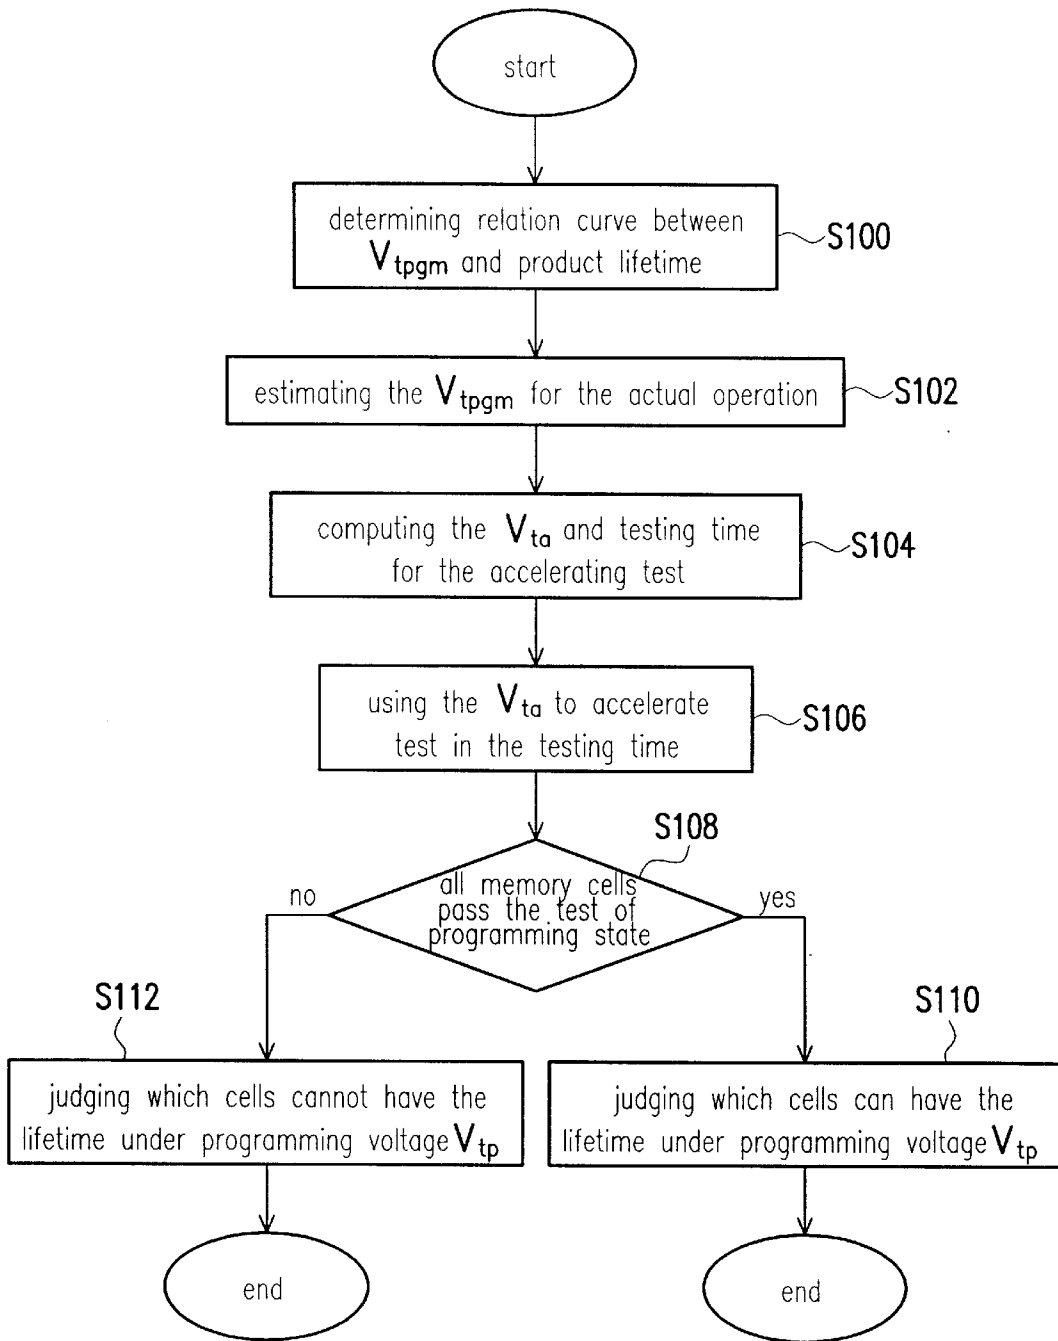 start
determining relation curve between
Vtpgm and product lifetime
S100
estimating the Vtpgm for the actual operation
S102
computing the Vta and testing time
for the accelerating test
S104
using the Vta to accelerate
test in the testing time
S106
S108
all memory cells
pass the test of
programming state
no
yes
S112
judging which cells cannot have the
lifetime under programming voltage Vtp
end
S110
judging which cells can have the
lifetime under programming voltage Vtp
end